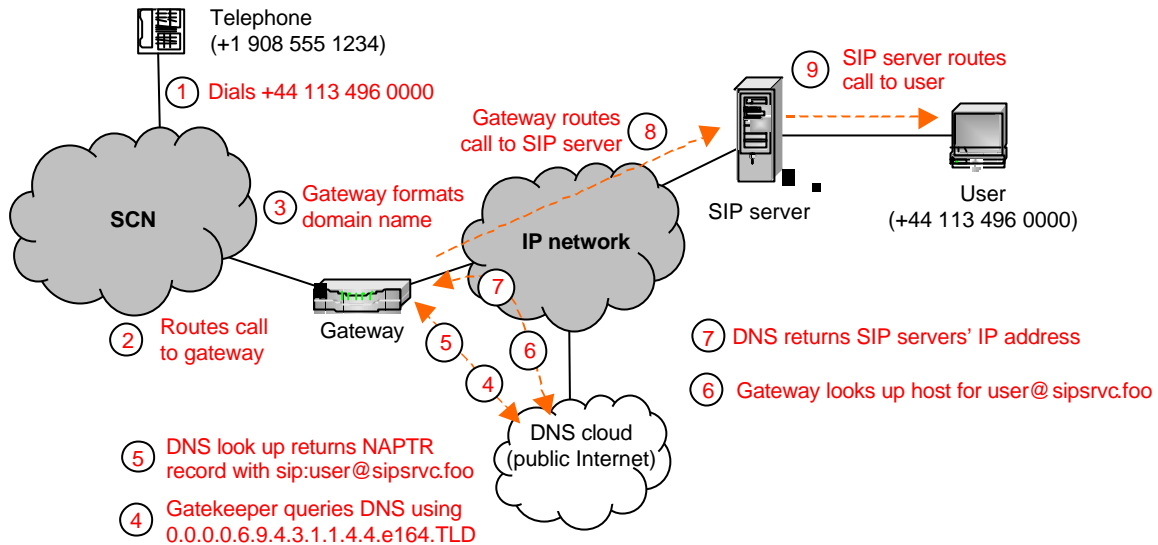 Telephone
(+1 908 555 1234)
1 Dials +44 113 496 0000
SCN
3 Gateway formats
domain name
2 Routes call
to gateway
Gateway
Gateway routes 8
call to SIP server
IP network
9 SIP server routes
call to user
SIP server
User
(+44 113 496 0000)
7
5
6
4
7 DNS returns SIP servers’ IP address
6 Gateway looks up host for user@sipsrvc.foo
DNS cloud
(public Internet)
5 DNS look up returns NAPTR
record with sip:user@sipsrvc.foo
4 Gatekeeper queries DNS using
0.0.0.0.6.9.4.3.1.1.4.4.e164.TLD